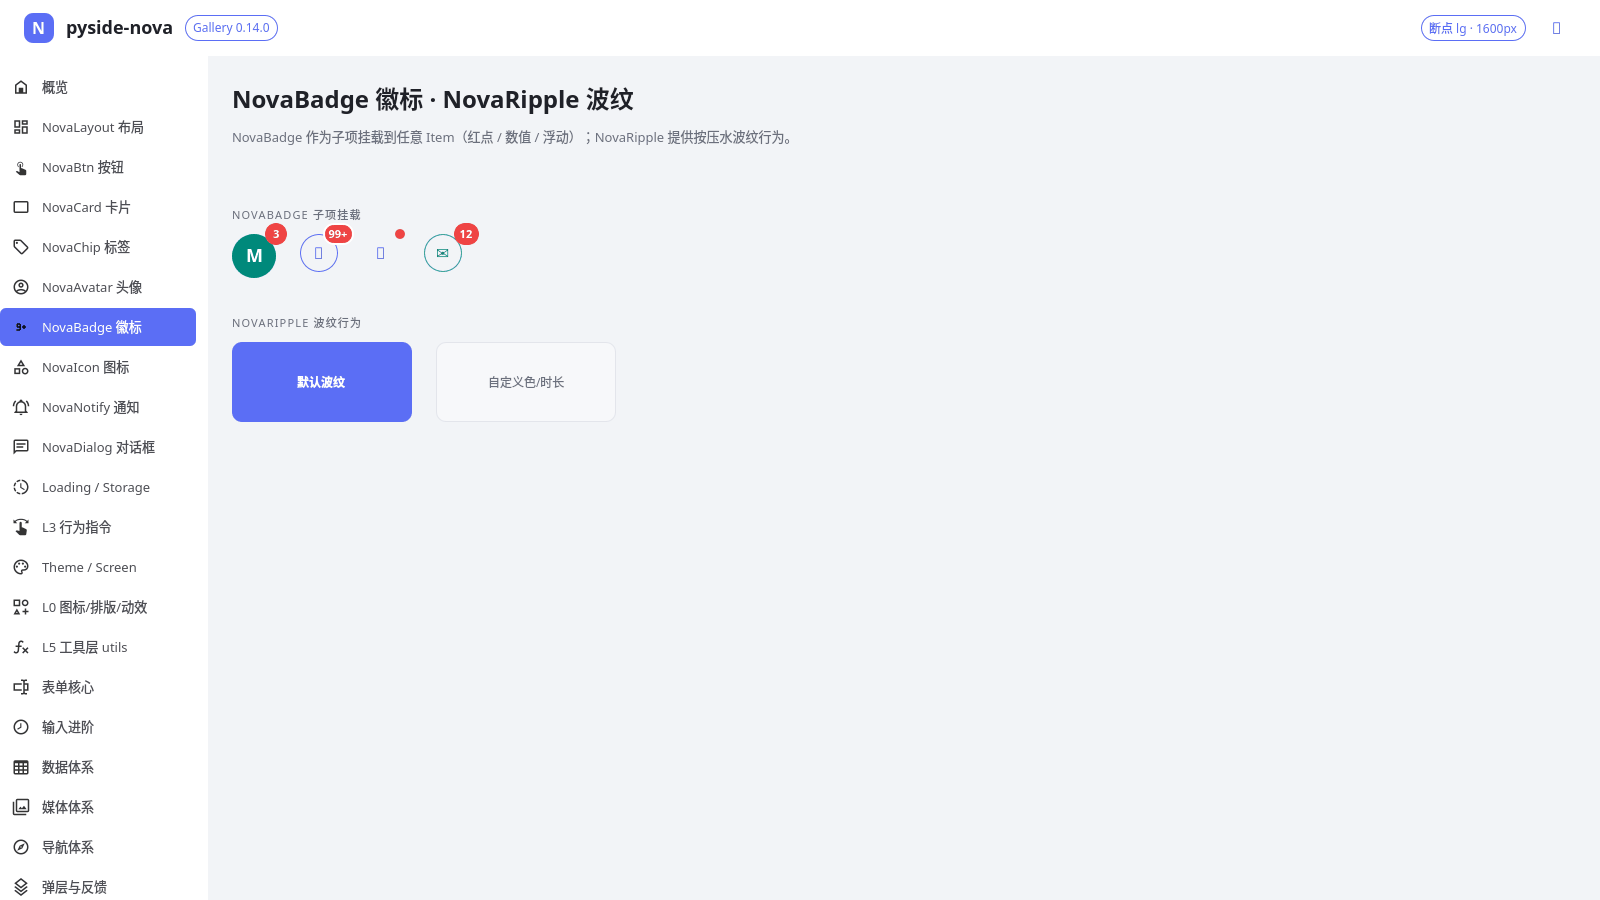 N pyside-nova Gallery 0.14.0 断点 lg · 1600px
概览
NovaLayout 布局
NovaBtn 按钮
NovaCard 卡片
NovaChip 标签
NovaAvatar 头像
9+ NovaBadge 徽标
NovaIcon 图标
NovaNotify 通知
NovaDialog 对话框
Loading / Storage
L3 行为指令
Theme / Screen
L0 图标/排版/动效
L5 工具层 utils
表单核心
输入进阶
数据体系
媒体体系
导航体系
弹层与反馈
NovaBadge 徽标 · NovaRipple 波纹
NovaBadge 作为子项挂载到任意 Item（红点 / 数值 / 浮动）；NovaRipple 提供按压水波纹行为。
NOVABADGE 子项挂载
M 3 99+ 12
NOVARIPPLE 波纹行为
默认波纹 自定义色/时长